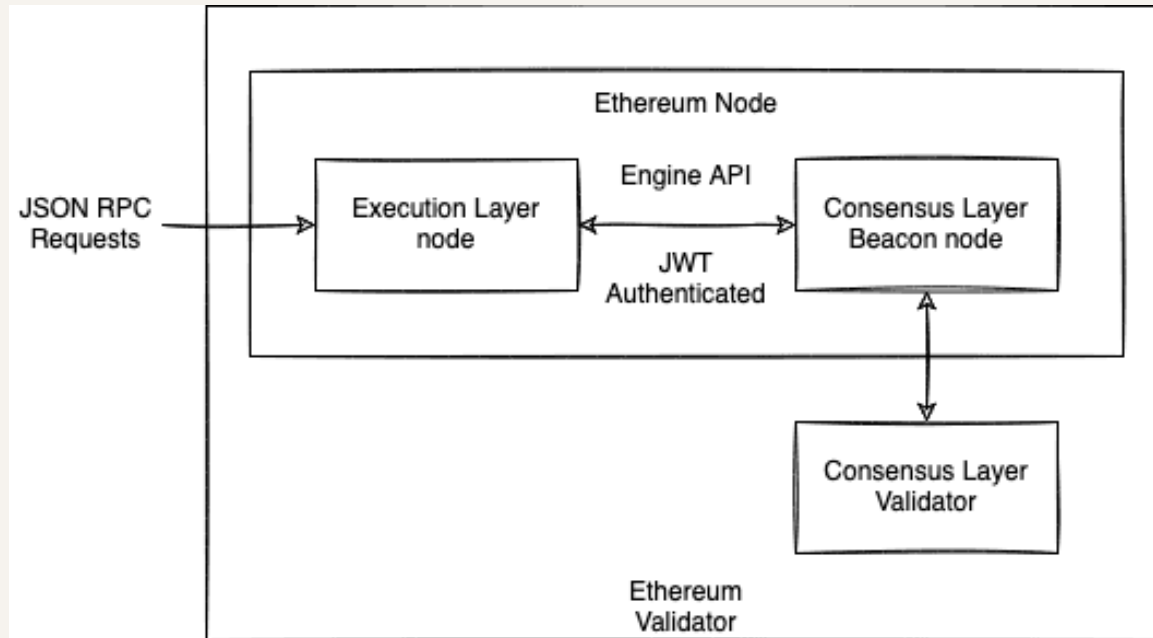 Ethereum Node
JSON RPC
Requests
Execution Layer
node
Engine API
JWT
Authenticated
Consensus Layer
Beacon node
Consensus Layer
Validator
Ethereum
Validator